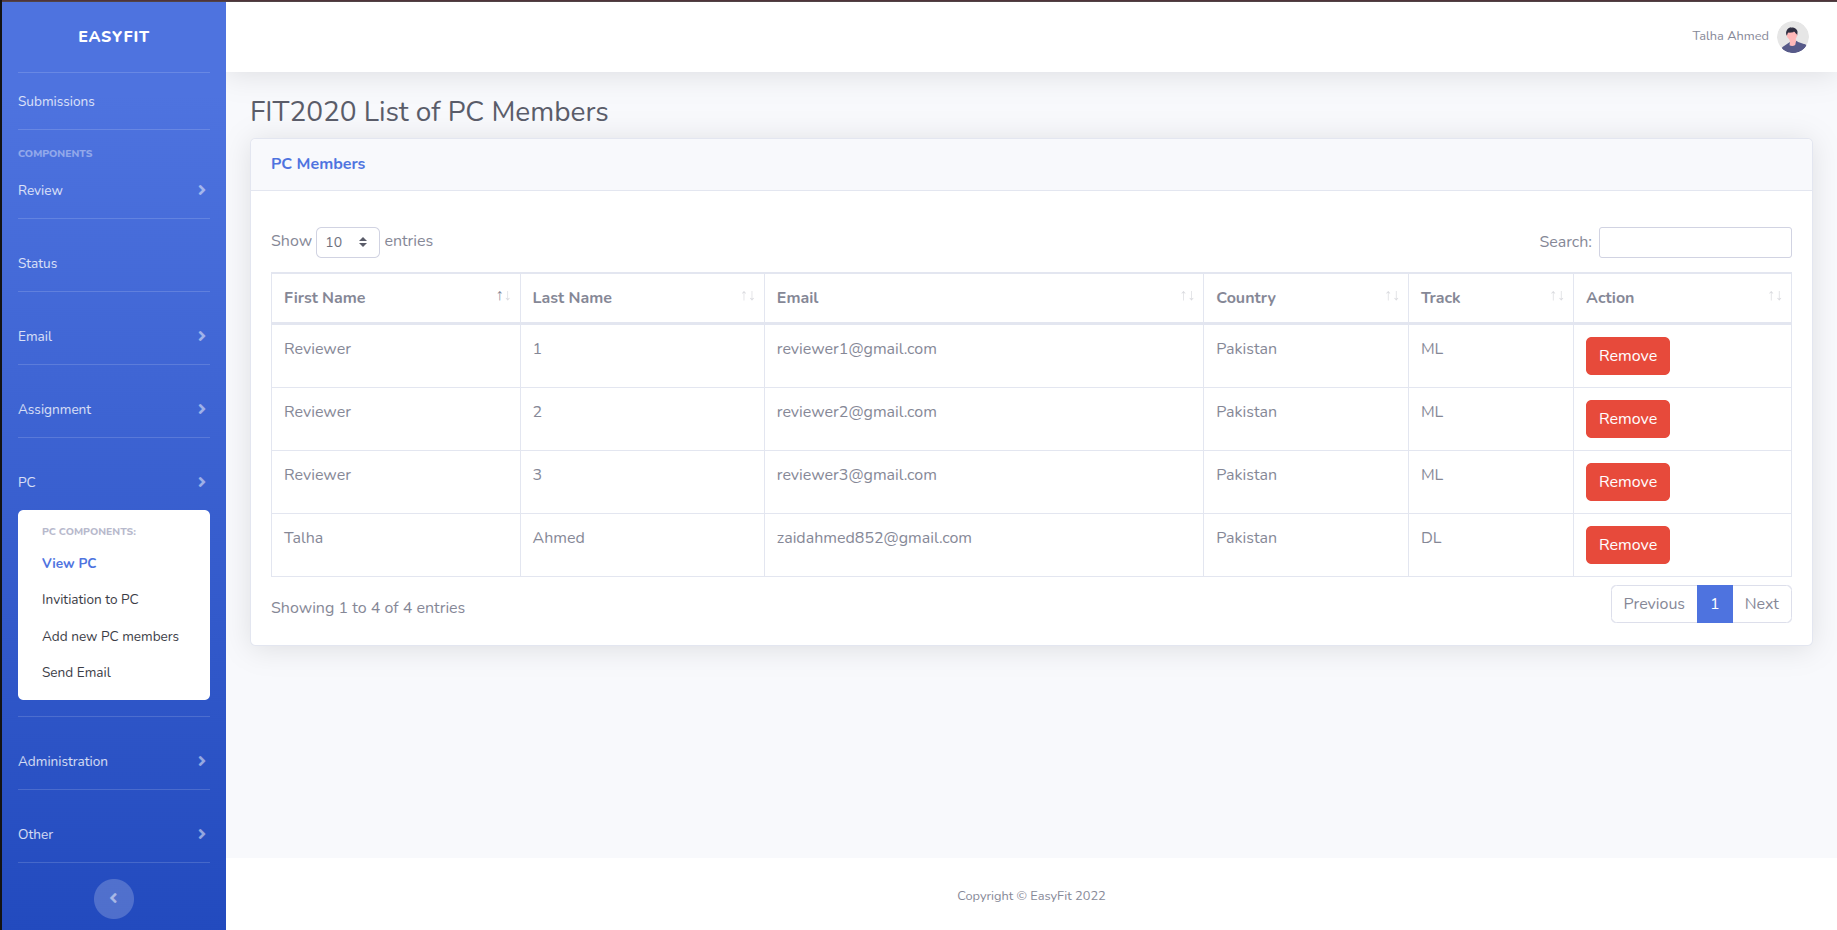 EASYFIT
Talha Ahmed
Submissions
COMPONENTS
Review
Status
Email
Assignment
PC
PC COMPONENTS:
View PC
Invitiation to PC
Add new PC members
Send Email
Administration
Other
FIT2020 List of PC Members
PC Members
Show 10 entries
Search:
First Name Last Name Email Country Track Action
Reviewer 1 reviewer1@gmail.com Pakistan ML Remove
Reviewer 2 reviewer2@gmail.com Pakistan ML Remove
Reviewer 3 reviewer3@gmail.com Pakistan ML Remove
Talha Ahmed zaidahmed852@gmail.com Pakistan DL Remove
Showing 1 to 4 of 4 entries
Previous 1 Next
Copyright © EasyFit 2022